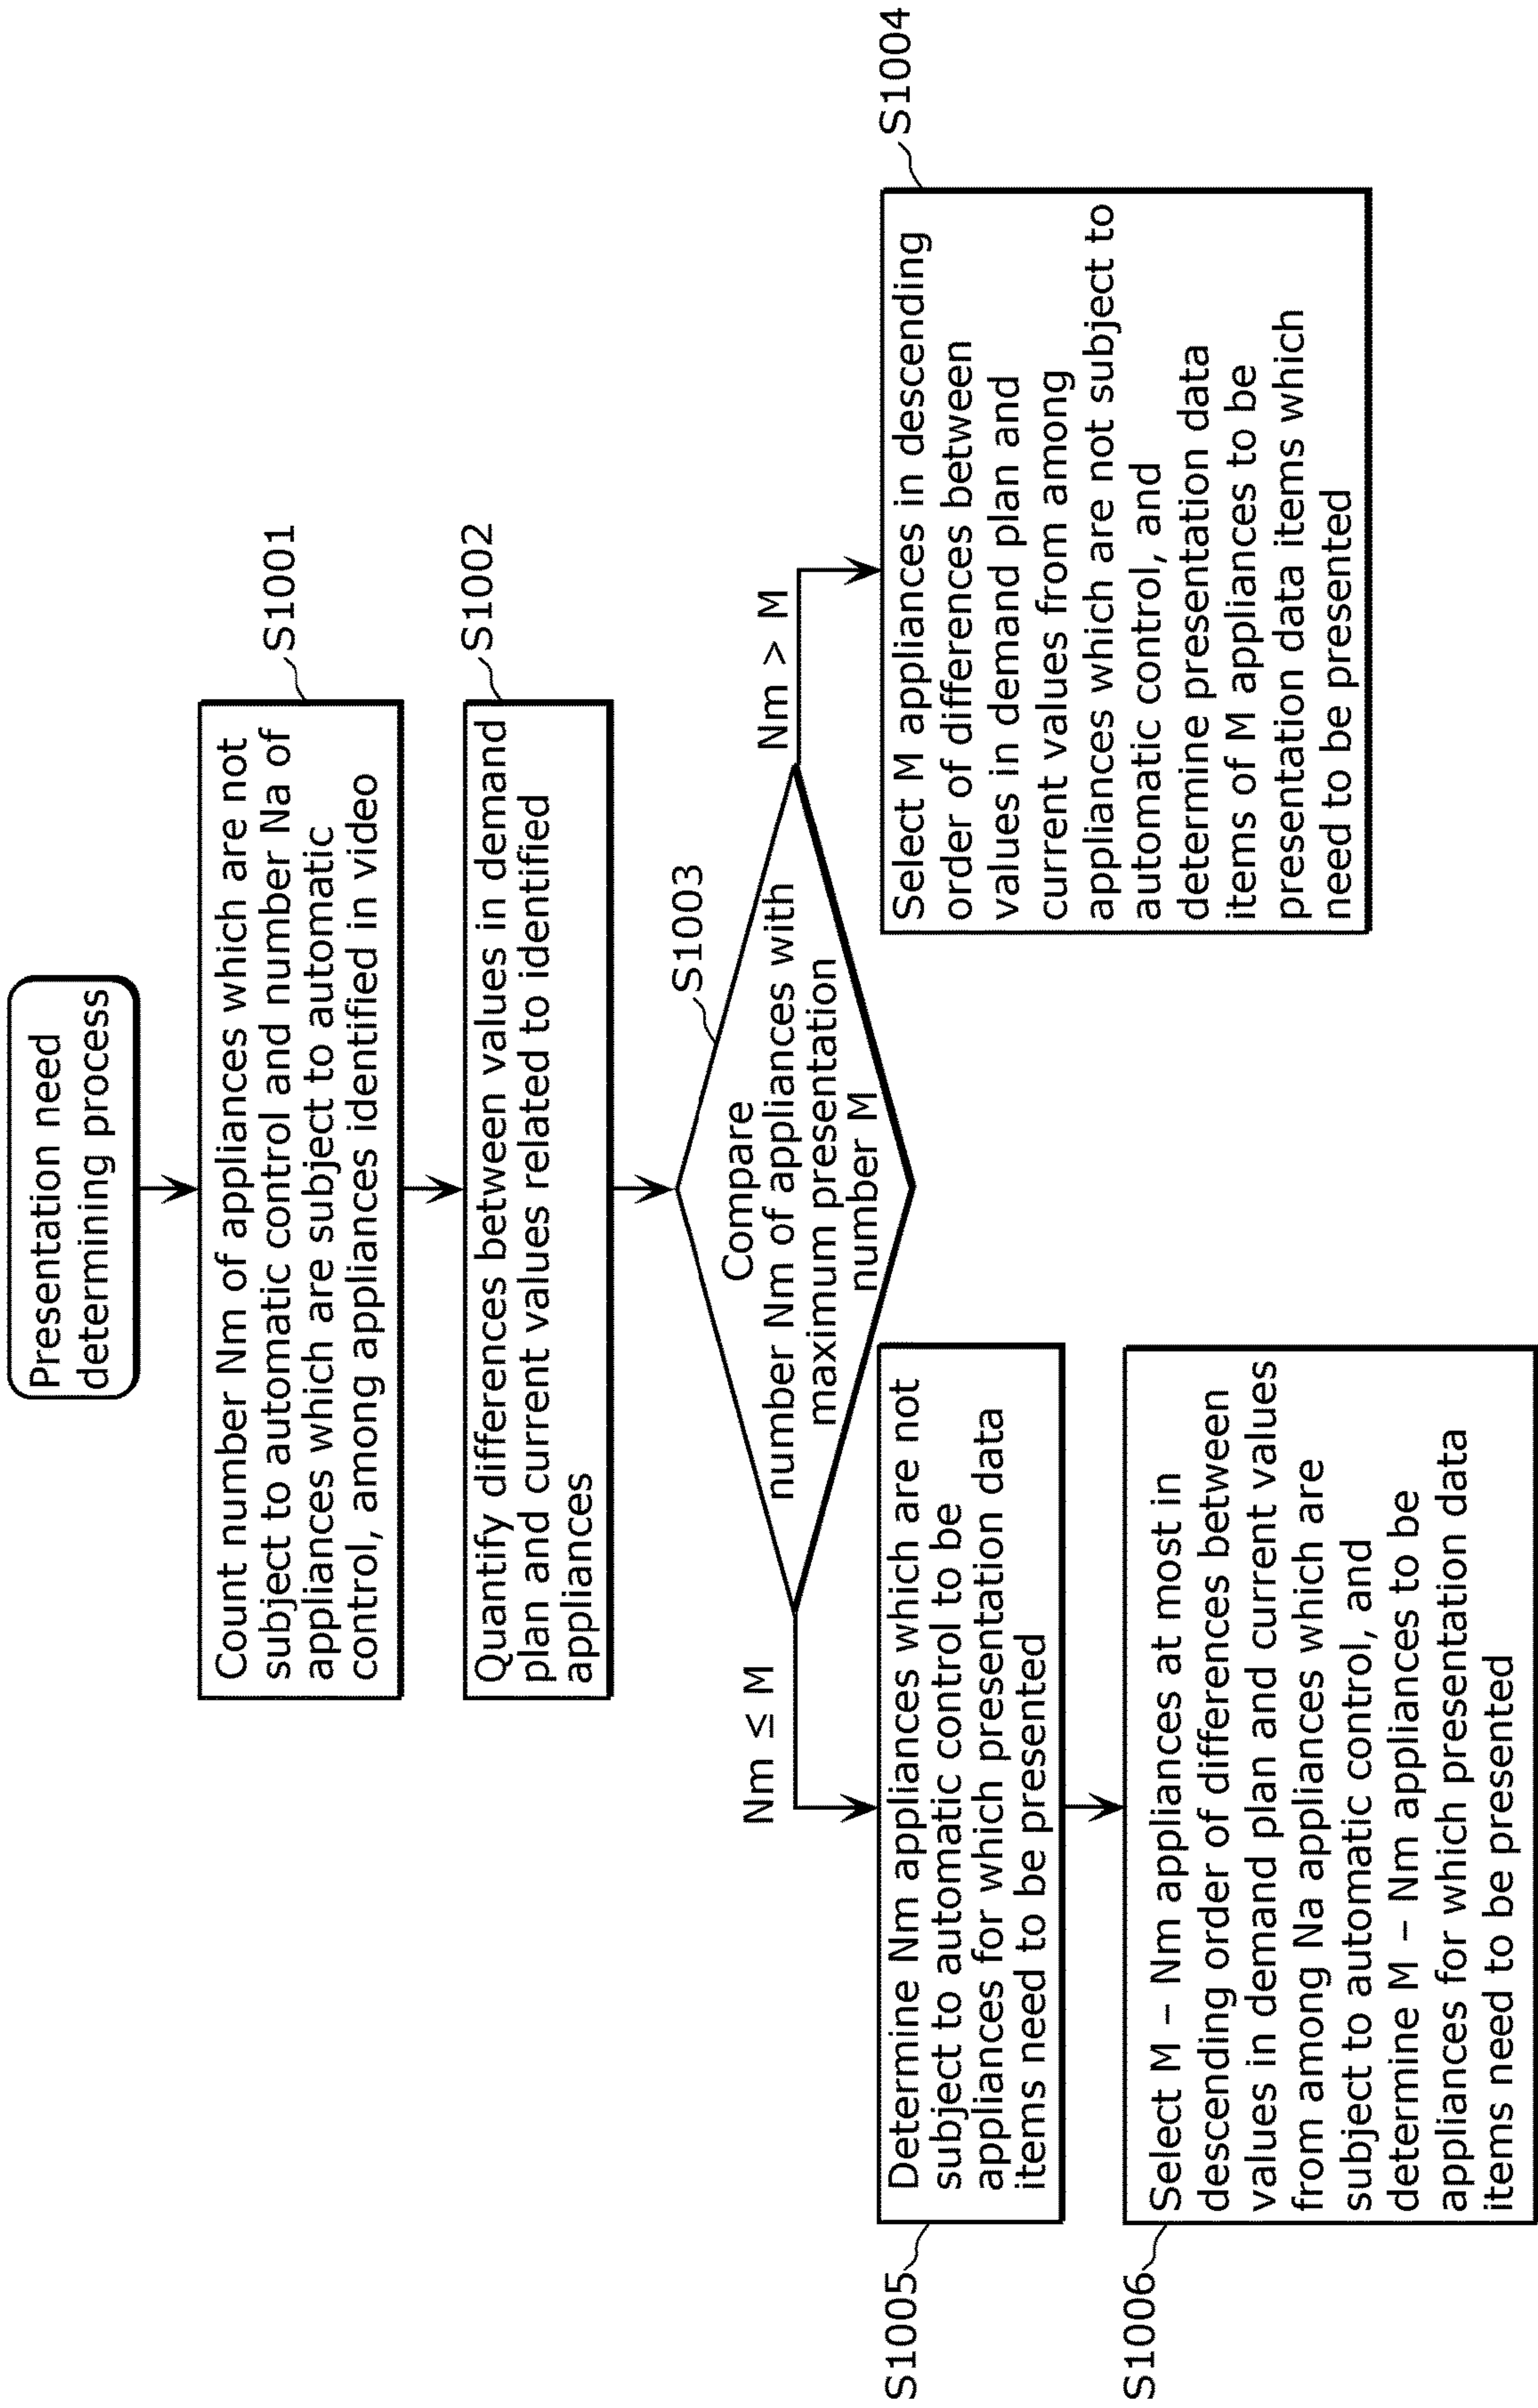 Presentation need
determining process
S1001
Count number Nm of appliances which are not
subject to automatic control and number Na of
appliances which are subject to automatic
control, among appliances identified in video
S1002
Quantify differences between values in demand
plan and current values related to identified
appliances
S1003
Compare
number Nm of appliances with
maximum presentation
number M
Nm ≤ M
Nm > M
S1004
Select M appliances in descending
order of differences between
values in demand plan and
current values from among
appliances which are not subject to
automatic control, and
determine presentation data
items of M appliances to be
presentation data items which
need to be presented
S1005
Determine Nm appliances which are not
subject to automatic control to be
appliances for which presentation data
items need to be presented
S1006
Select M – Nm appliances at most in
descending order of differences between
values in demand plan and current values
from among Na appliances which are
subject to automatic control, and
determine M – Nm appliances to be
appliances for which presentation data
items need to be presented